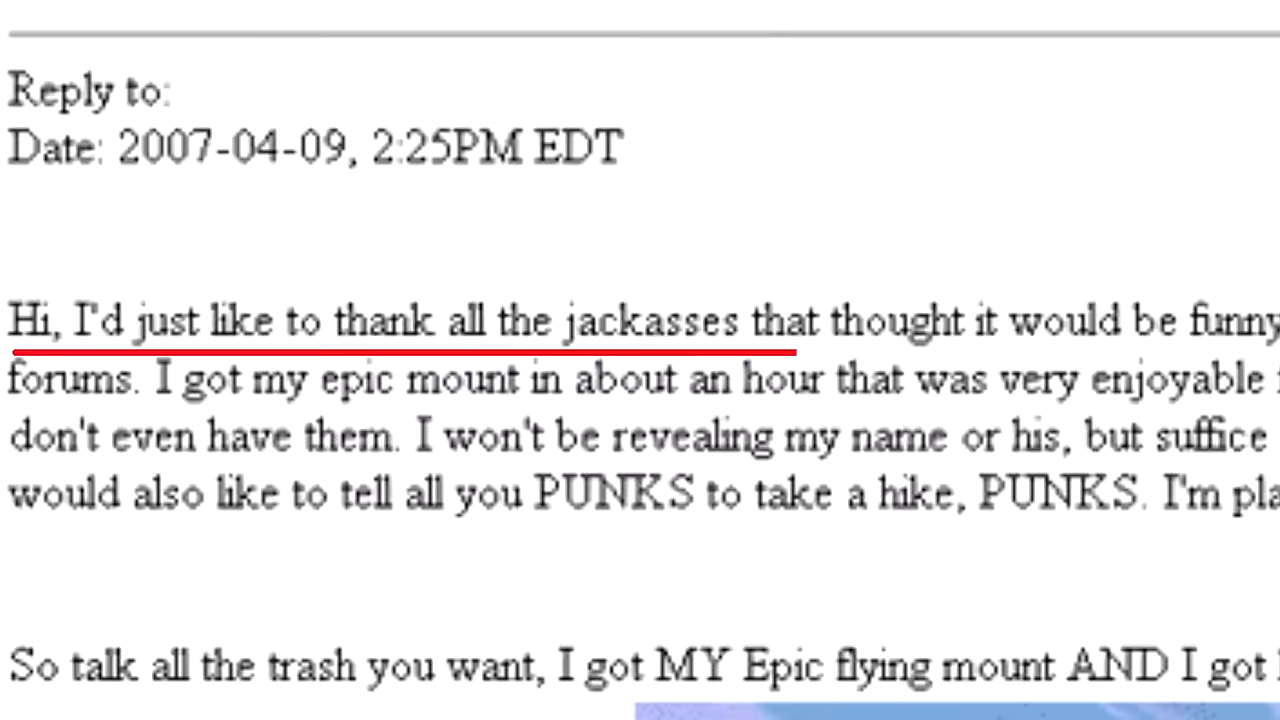 Reply to:
Date: 2007-04-09, 2:25PM EDT
Hi, I'd just like to thank all the jackasses that thought it would be funny
forums. I got my epic mount in about an hour that was very enjoyable
don't even have them. I won't be revealing my name or his, but suffice
would also like to tell all you PUNKS to take a hike, PUNKS. I'm
So talk all the trash you want, I got MY Epic flying mount AND I got